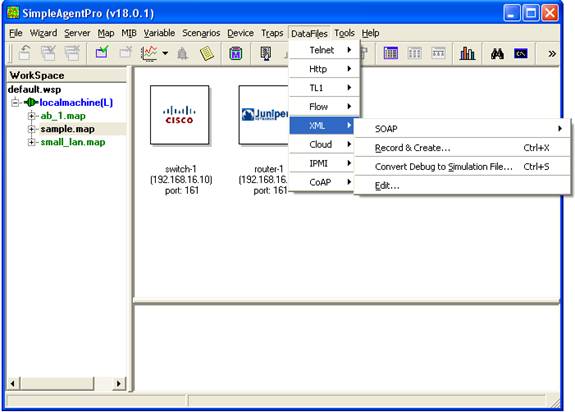 SimpleAgentPro (v18.0.1)
File Wizard Server Map MIB Variable Scenarios Device Traps DataFiles Tools Help
M
WorkSpace
default.wsp
localmachine(L)
ab_1.map
sample.map
small_lan.map
CISCO
switch-1
(192.168.16.10)
port: 161
Juniper
router-1
(192.16
port: 161
Telnet
Http
TL1
Flow
XML
Cloud
IPMI
CoAP
SOAP
Record & Create... Ctrl+X
Convert Debug to Simulation File... Ctrl+S
Edit...